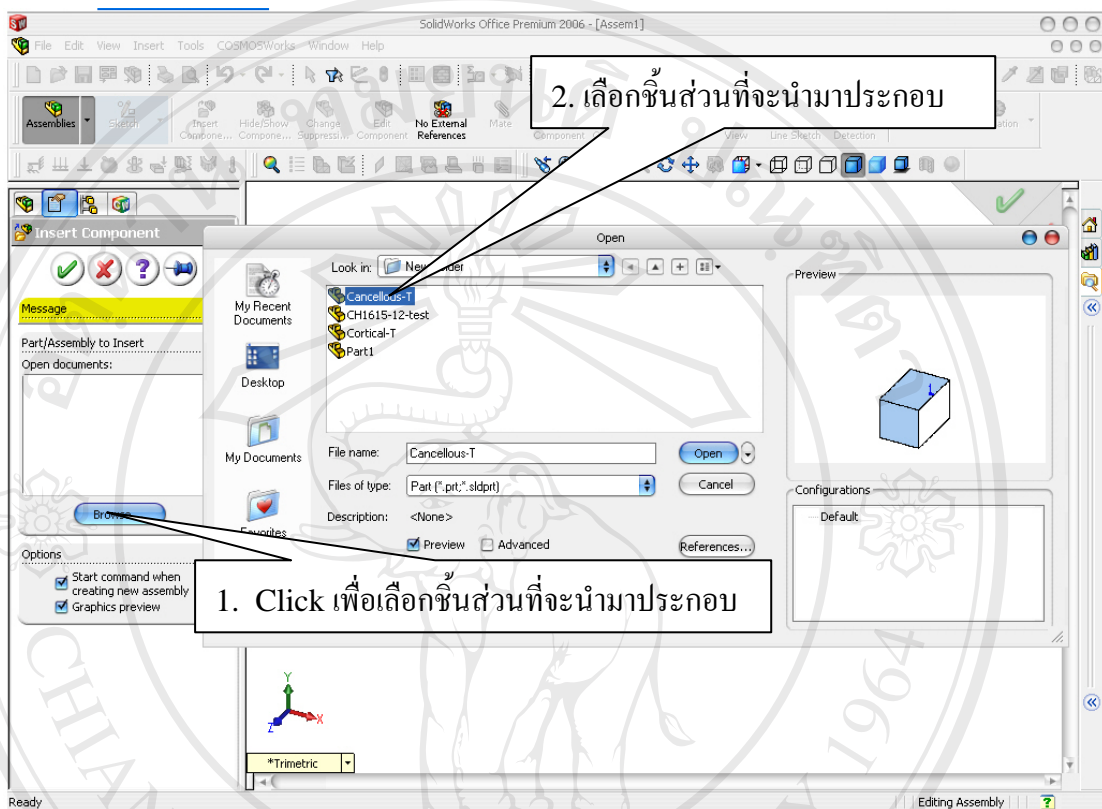 SolidWorks Office Premium 2006 - [Assem1]
File Edit View Insert Tools COSMOSWorks Window Help
2. เลือกชิ้นส่วนที่จะนำมาประกอบ
Assemblies
Sketch
Insert Compone...
Hide/Show Compone...
Change Suppressi...
Edit Component
No External References
Mate
Component
View
Line Sketch
Detection
Insert Component
Message
Part/Assembly to Insert
Open documents:
Browse...
Options
Start command when
creating new assembly
Graphics preview
Open
Look in:
My Recent
Documents
Desktop
My Documents
Favorites
Cancellous-T
CH1615-12-test
Cortical-T
Part1
File name: Cancellous-T
Open
Files of type: Part (*.prt;*.sldprt)
Cancel
Description: <None>
Preview Advanced
References...
Preview
Configurations
Default
1. Click เพื่อเลือกชิ้นส่วนที่จะนำมาประกอบ
Y
X
Z
*Trimetric
Ready
Editing Assembly
1964